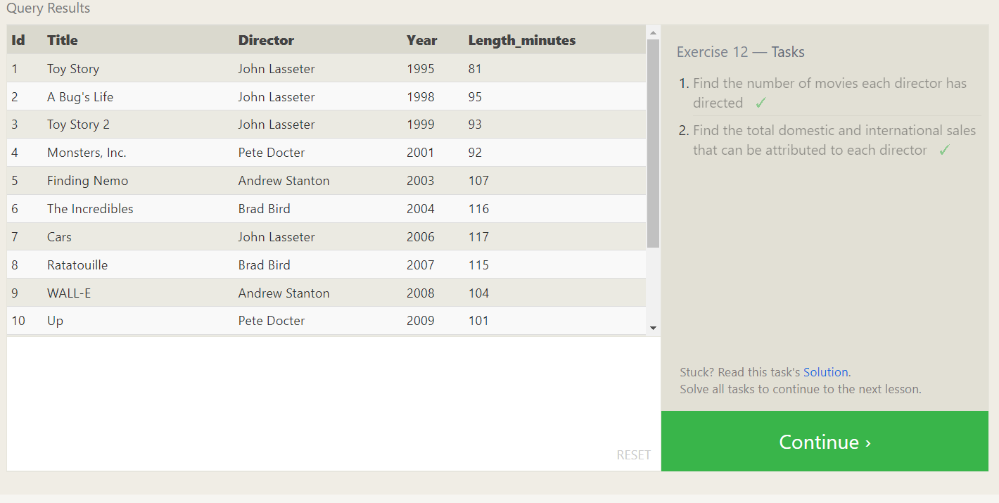 Query Results
Id Title Director Year Length_minutes
1 Toy Story John Lasseter 1995 81
2 A Bug's Life John Lasseter 1998 95
3 Toy Story 2 John Lasseter 1999 93
4 Monsters, Inc. Pete Docter 2001 92
5 Finding Nemo Andrew Stanton 2003 107
6 The Incredibles Brad Bird 2004 116
7 Cars John Lasseter 2006 117
8 Ratatouille Brad Bird 2007 115
9 WALL-E Andrew Stanton 2008 104
10 Up Pete Docter 2009 101
RESET
Exercise 12 — Tasks
1. Find the number of movies each director has
directed ✓
2. Find the total domestic and international sales
that can be attributed to each director ✓
Stuck? Read this task's Solution.
Solve all tasks to continue to the next lesson.
Continue ›